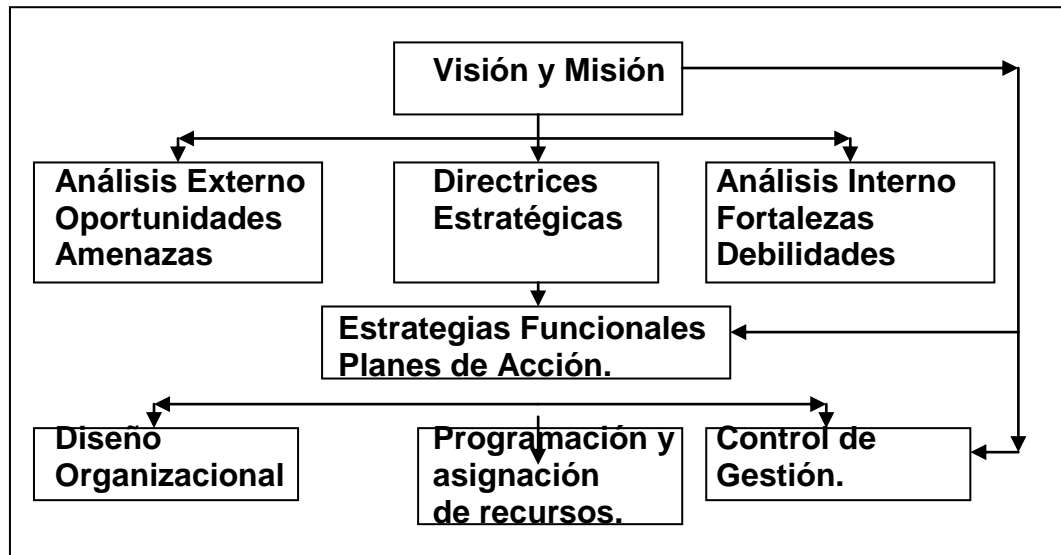 Visión y Misión
Análisis Externo
Oportunidades
Amenazas
Directrices
Estratégicas
Análisis Interno
Fortalezas
Debilidades
Estrategias Funcionales
Planes de Acción.
Diseño
Organizacional
Programación y
asignación
de recursos.
Control de
Gestión.